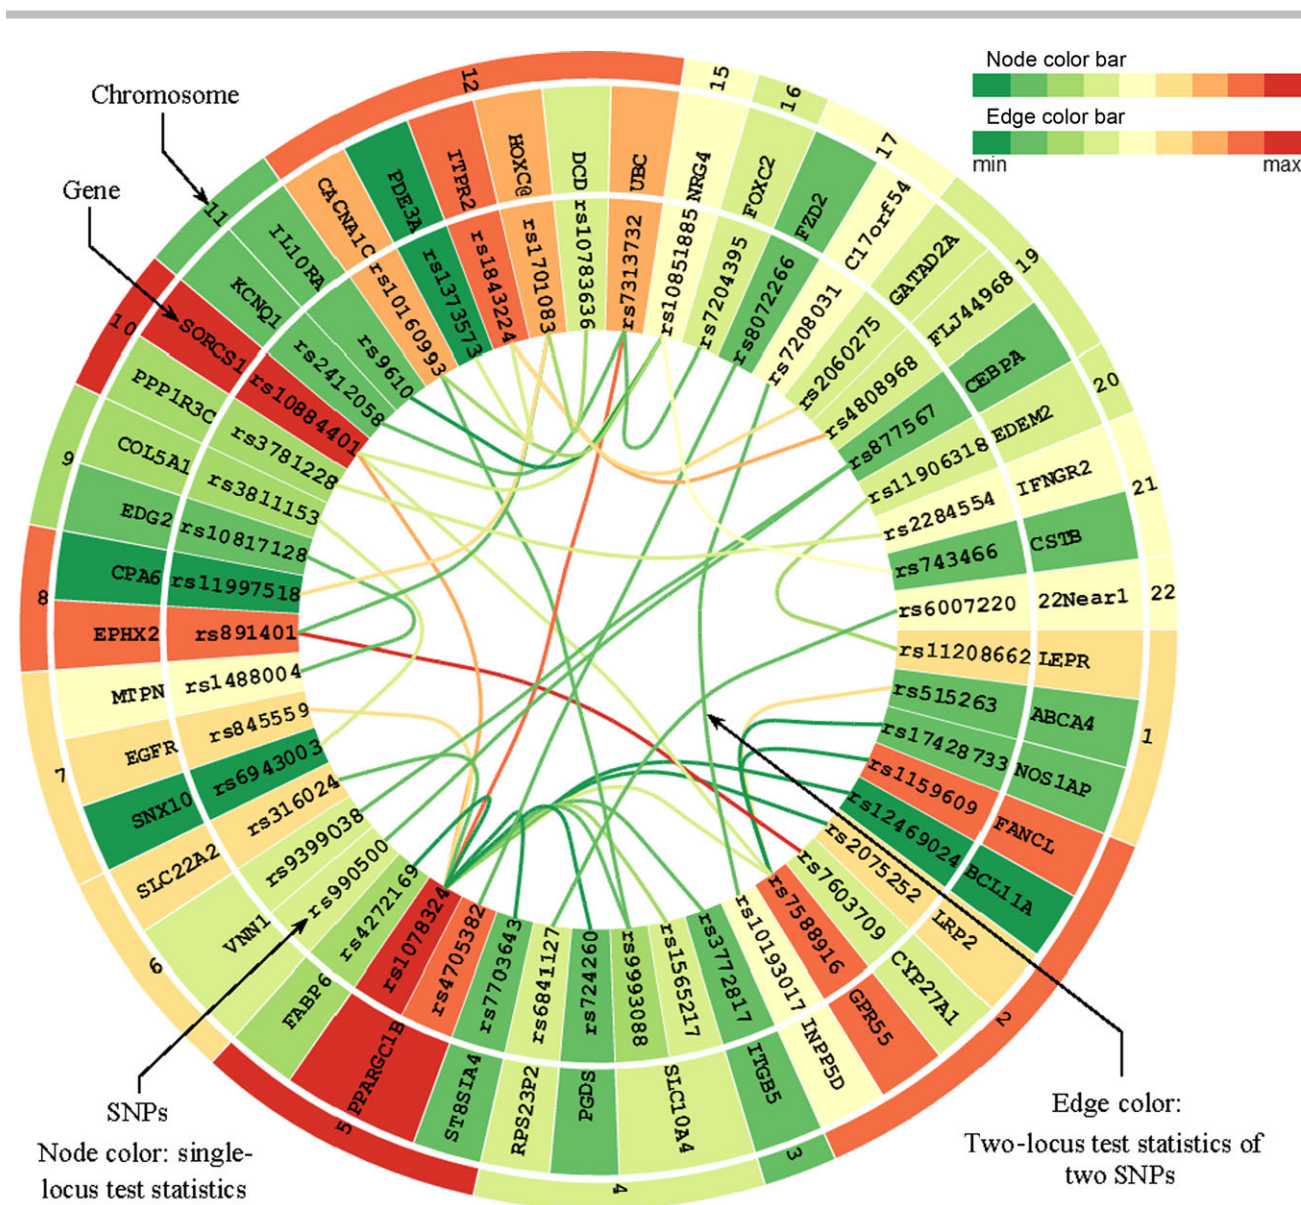 Node color bar
Edge color bar
min
max
Chromosome
Gene
12
15
16
17
19
20
21
22
1
2
3
4
5
6
7
8
9
10
11
CACNA1C
PDE3A
ITPR2
HOXC@
DCD
UBC
NRG4
FOXC2
FZD2
C17orf54
GATAD2A
FLJ44968
CEBPA
EDEM2
IFNGR2
CSTB
22Near1
LEPR
ABCA4
NOS1AP
FANCL
BCL11A
LRP2
CYP27A1
GPR55
INPP5D
ITGB5
SLC10A4
PGDS
RPS23P2
ST8SIA4
PPARGC1B
FABP6
VNN1
SLC22A2
SNX10
EGFR
MTPN
EPHX2
CPA6
EDG2
COL5A1
PPP1R3C
SORCS1
KCNQ1
IL10RA
rs10160993
rs1373573
rs1843224
rs1701083
rs10783636
rs7313732
rs10851885
rs7204395
rs8072266
rs7208031
rs2060275
rs4808968
rs877567
rs11906318
rs2284554
rs743466
rs6007220
rs11208662
rs515263
rs17428733
rs1159609
rs12469024
rs2075252
rs7603709
rs7588916
rs10193017
rs3772817
rs1565217
rs9993088
rs724260
rs6841127
rs7703643
rs4705382
rs1078324
rs4272169
rs990500
rs9399038
rs316024
rs6943003
rs845559
rs1488004
rs891401
rs11997518
rs10817128
rs3811153
rs3781228
rs10884401
rs2412058
rs9610
SNPs
Node color: single-
locus test statistics
Edge color:
Two-locus test statistics of
two SNPs